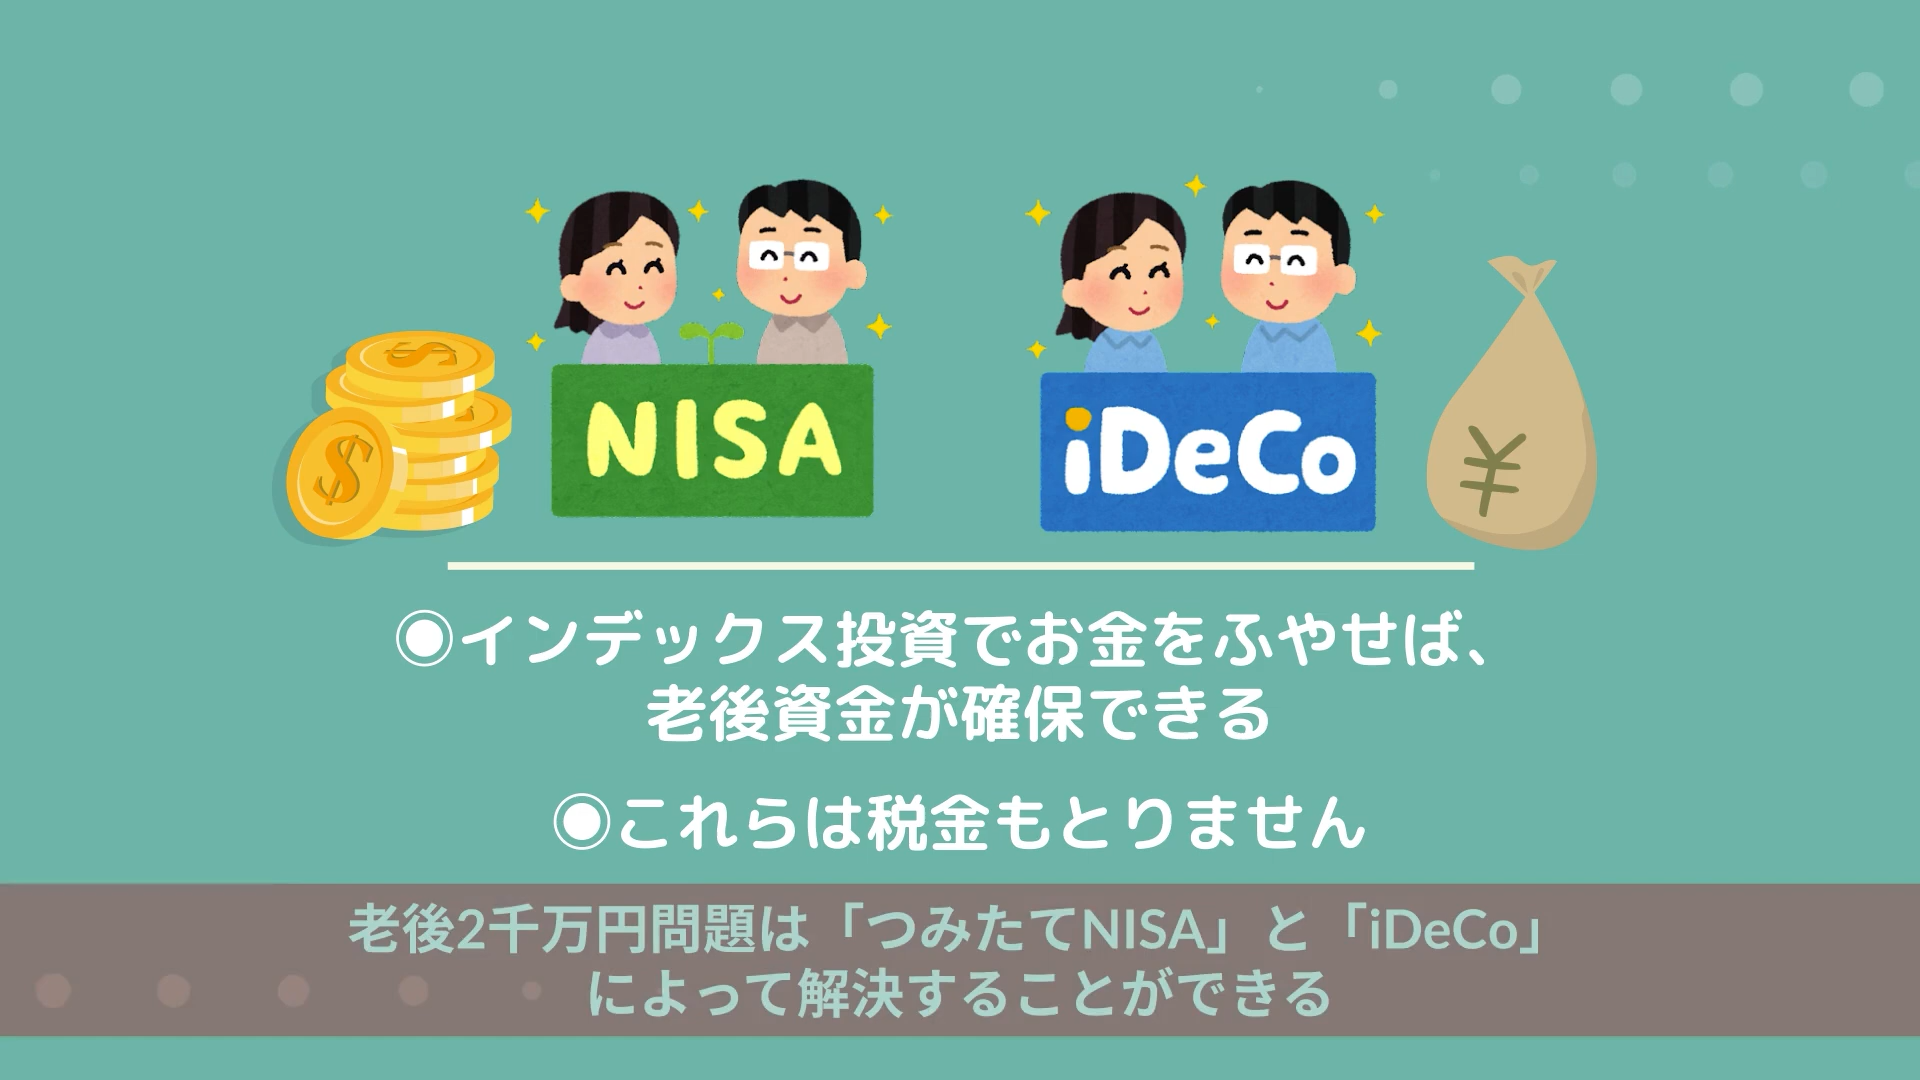 NISA
iDeCo
¥
◉インデックス投資でお金をふやせば、
老後資金が確保できる
◉これらは税金もとりません
老後2千万円問題は「つみたてNISA」と「iDeCo」
によって解決することができる